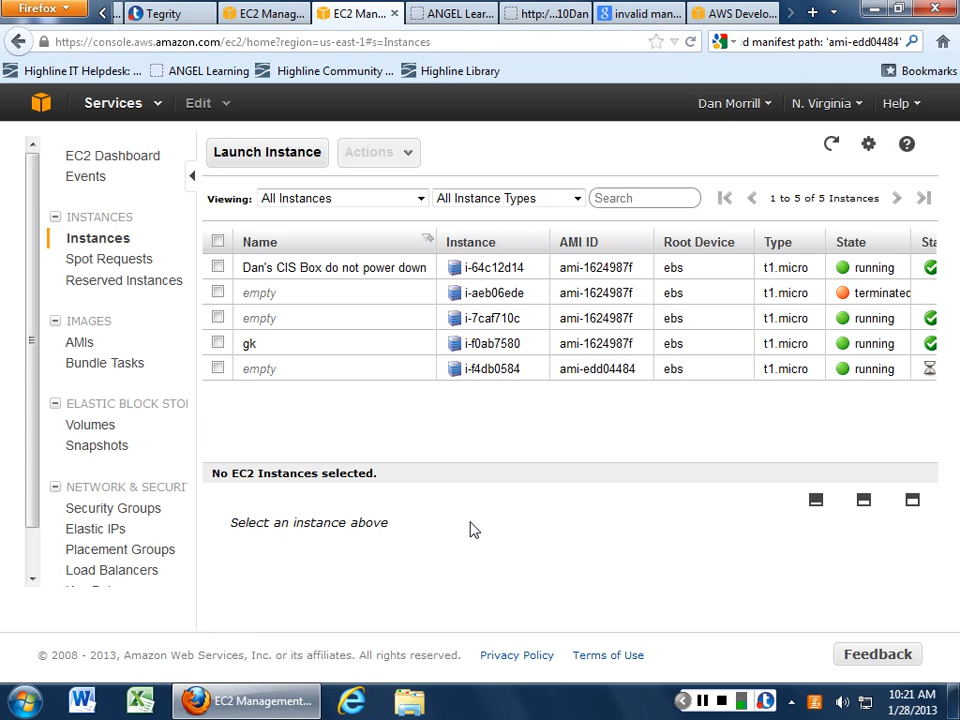 Firefox
Tegrity
EC2 Manag...
EC2 Man...
ANGEL Lear...
http:/...10Dan
invalid man...
AWS Develo...
https://console.aws.amazon.com/ec2/home?region=us-east-1#s=Instances
d manifest path: 'ami-edd04484'
Highline IT Helpdesk: ...
ANGEL Learning
Highline Community ...
Highline Library
Bookmarks
Services
Edit
Dan Morrill
N. Virginia
Help
EC2 Dashboard
Events
INSTANCES
Instances
Spot Requests
Reserved Instances
IMAGES
AMIs
Bundle Tasks
ELASTIC BLOCK STO
Volumes
Snapshots
NETWORK & SECURIT
Security Groups
Elastic IPs
Placement Groups
Load Balancers
Launch Instance
Actions
Viewing: All Instances All Instance Types Search 1 to 5 of 5 Instances
Name Instance AMI ID Root Device Type State Sta
Dan's CIS Box do not power down i-64c12d14 ami-1624987f ebs t1.micro running
empty i-aeb06ede ami-1624987f ebs t1.micro terminated
empty i-7caf710c ami-1624987f ebs t1.micro running
gk i-f0ab7580 ami-1624987f ebs t1.micro running
empty i-f4db0584 ami-edd04484 ebs t1.micro running
No EC2 Instances selected.
Select an instance above
© 2008 - 2013, Amazon Web Services, Inc. or its affiliates. All rights reserved. Privacy Policy Terms of Use
Feedback
EC2 Management...
10:21 AM
1/28/2013